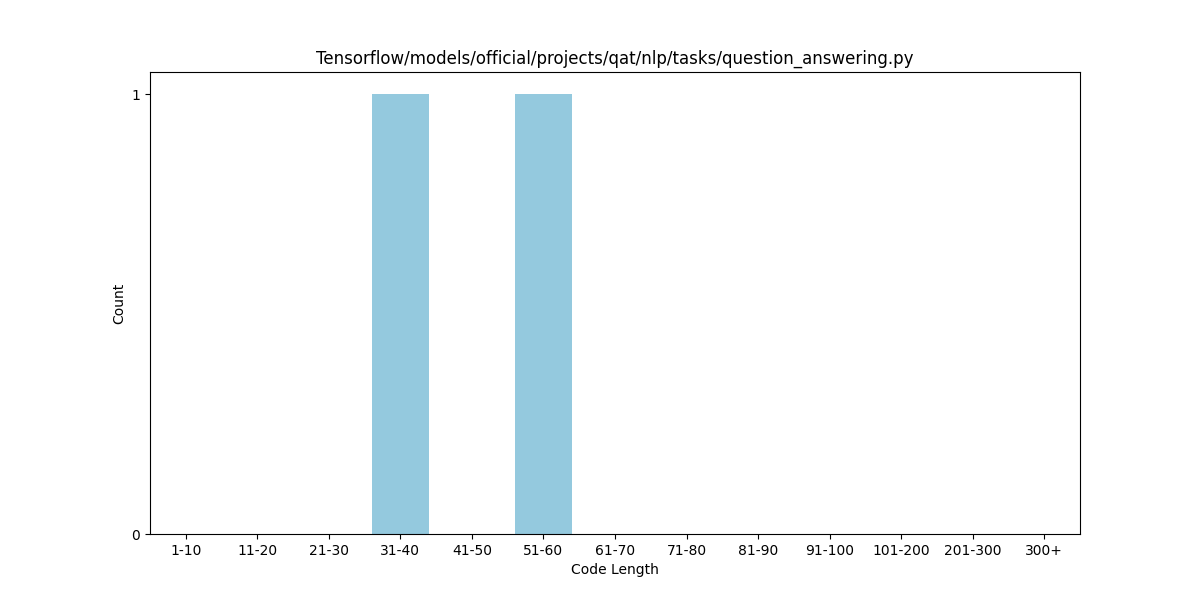 Tensorflow/models/official/projects/qat/nlp/tasks/question_answering.py
1
Count
0
1-10 11-20 21-30 31-40 41-50 51-60 61-70 71-80 81-90 91-100 101-200 201-300 300+
Code Length